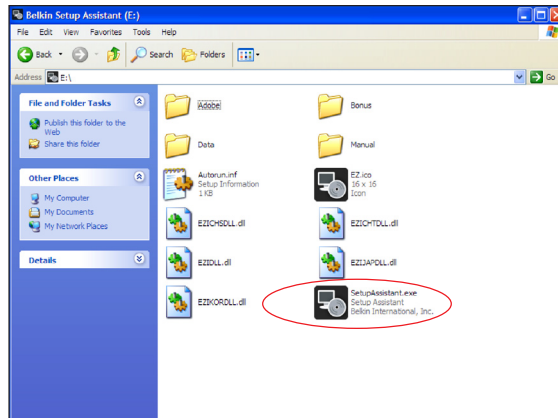 Belkin Setup Assistant (E:)
File Edit View Favorites Tools Help
Back Search Folders
Address E:\ Go
File and Folder Tasks
Publish this folder to the
Web
Share this folder
Other Places
My Computer
My Documents
My Network Places
Details
Adobe
Bonus
Data
Manual
Autorun.inf
Setup Information
1 KB
EZ.ico
16 x 16
Icon
EZICHSDLL.dll
EZICHTDLL.dll
EZIDLL.dll
EZIJAPDLL.dll
EZIKORDLL.dll
SetupAssistant.exe
Setup Assistant
Belkin International, Inc.